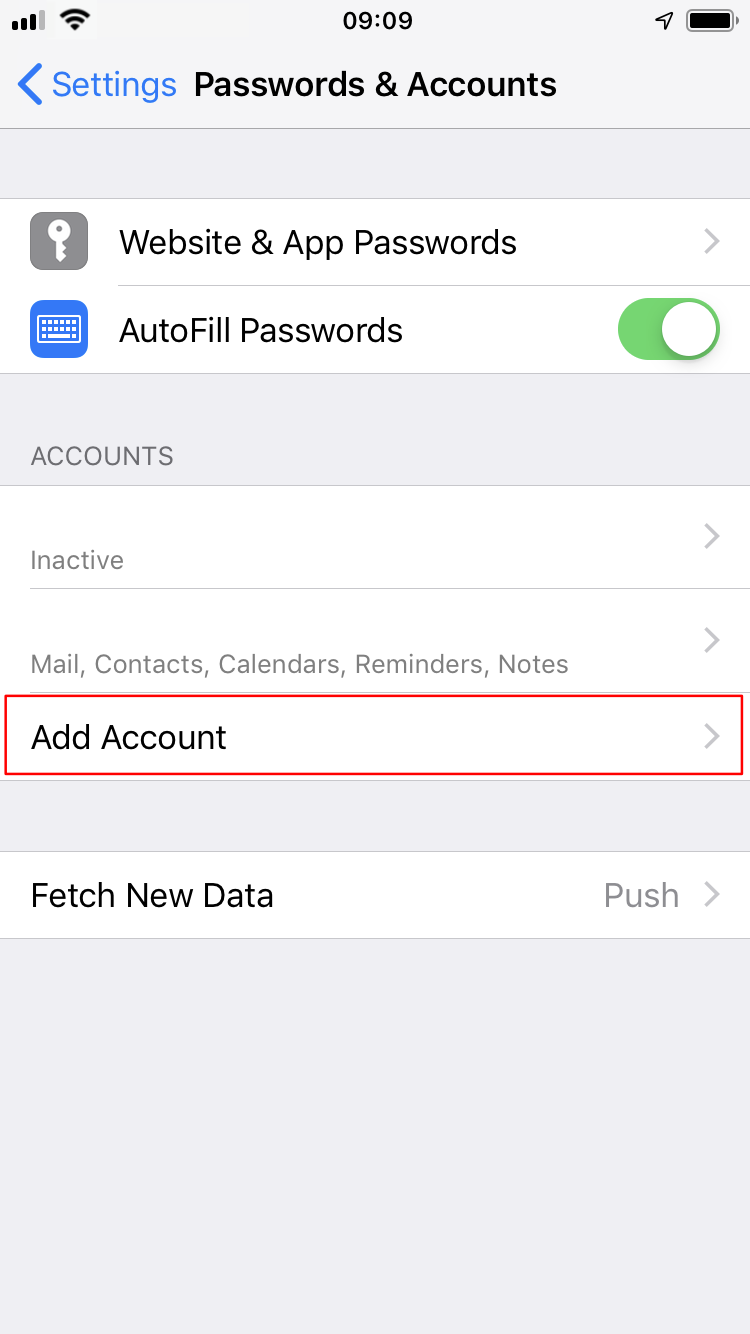 09:09
Settings Passwords & Accounts
Website & App Passwords
AutoFill Passwords
ACCOUNTS
Inactive
Mail, Contacts, Calendars, Reminders, Notes
Add Account
Fetch New Data Push